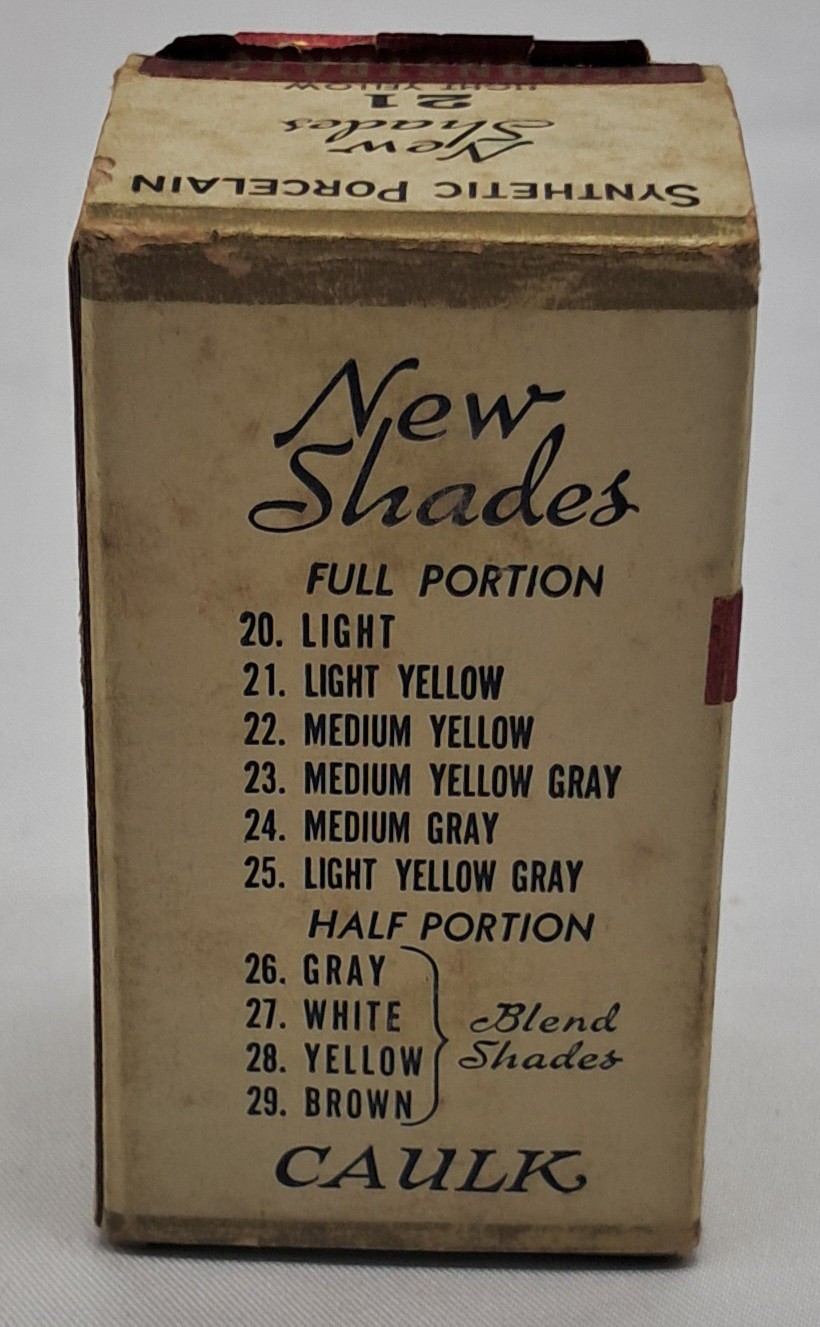 LIGHT YELLOW
21
New
Shades
SYNTHETIC PORCELAIN
New
Shades
FULL PORTION
20. LIGHT
21. LIGHT YELLOW
22. MEDIUM YELLOW
23. MEDIUM YELLOW GRAY
24. MEDIUM GRAY
25. LIGHT YELLOW GRAY
HALF PORTION
26. GRAY
27. WHITE
28. YELLOW
29. BROWN
Blend
Shades
CAULK